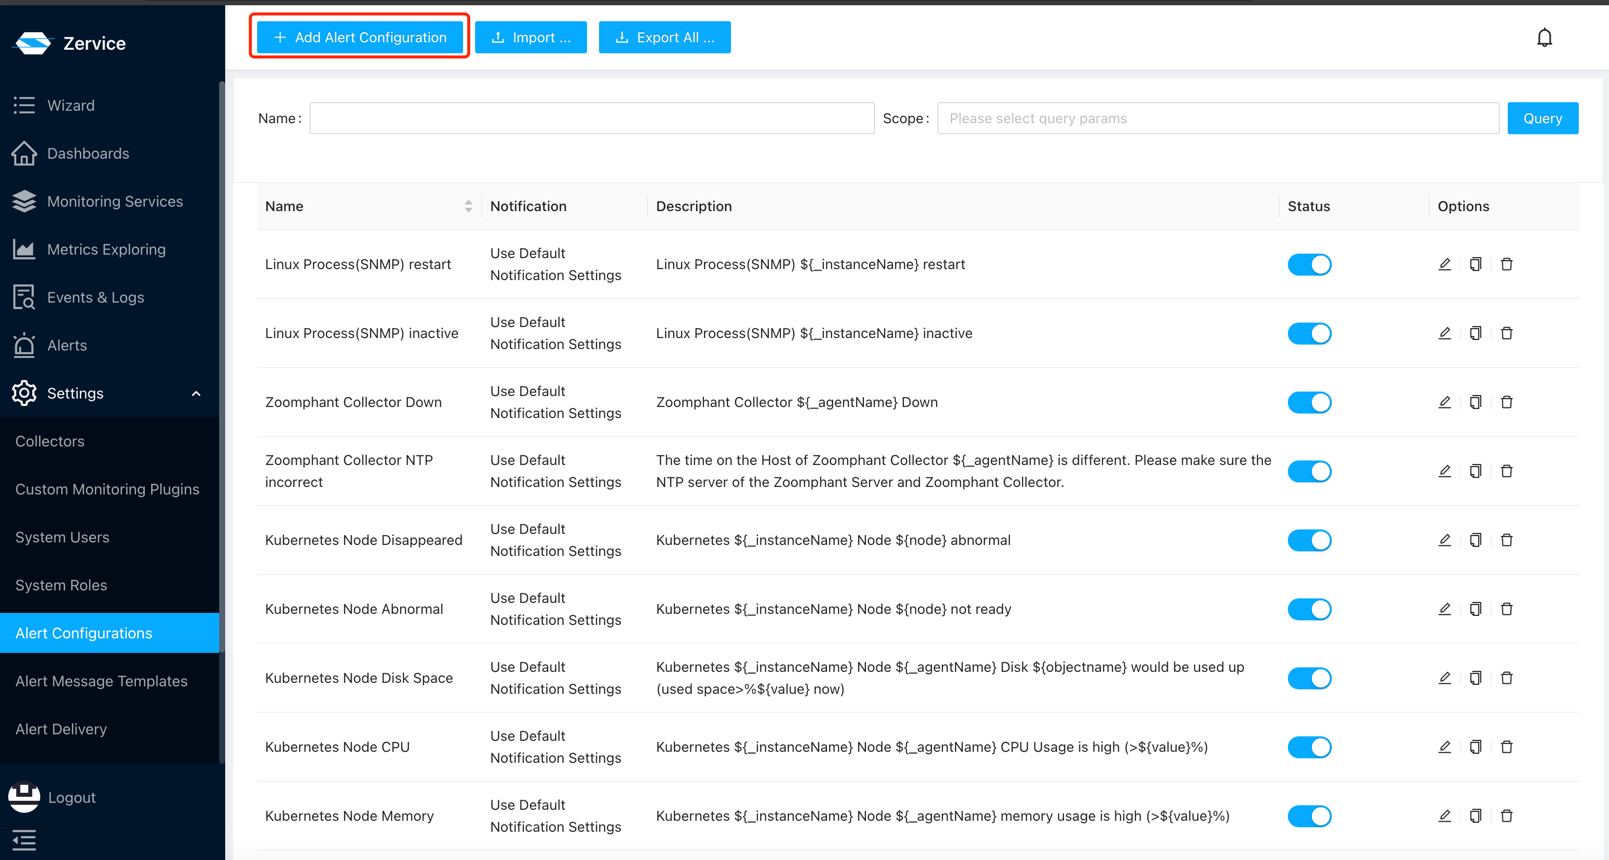 Zervice
Wizard
Dashboards
Monitoring Services
Metrics Exploring
Events & Logs
Alerts
Settings
Collectors
Custom Monitoring Plugins
System Users
System Roles
Alert Configurations
Alert Message Templates
Alert Delivery
Logout
Add Alert Configuration Import ... Export All ...
Name : Scope : Please select query params Query
Name Notification Description Status Options
Linux Process(SNMP) restart
Use Default
Notification Settings
Linux Process(SNMP) ${_instanceName} restart
Linux Process(SNMP) inactive
Use Default
Notification Settings
Linux Process(SNMP) ${_instanceName} inactive
Zoomphant Collector Down
Use Default
Notification Settings
Zoomphant Collector ${_agentName} Down
Zoomphant Collector NTP
incorrect
Use Default
Notification Settings
The time on the Host of Zoomphant Collector ${_agentName} is different. Please make sure the
NTP server of the Zoomphant Server and Zoomphant Collector.
Kubernetes Node Disappeared
Use Default
Notification Settings
Kubernetes ${_instanceName} Node ${node} abnormal
Kubernetes Node Abnormal
Use Default
Notification Settings
Kubernetes ${_instanceName} Node ${node} not ready
Kubernetes Node Disk Space
Use Default
Notification Settings
Kubernetes ${_instanceName} Node ${_agentName} Disk ${objectname} would be used up
(used space>%${value} now)
Kubernetes Node CPU
Use Default
Notification Settings
Kubernetes ${_instanceName} Node ${_agentName} CPU Usage is high (>${value}%)
Kubernetes Node Memory
Use Default
Notification Settings
Kubernetes ${_instanceName} Node ${_agentName} memory usage is high (>${value}%)